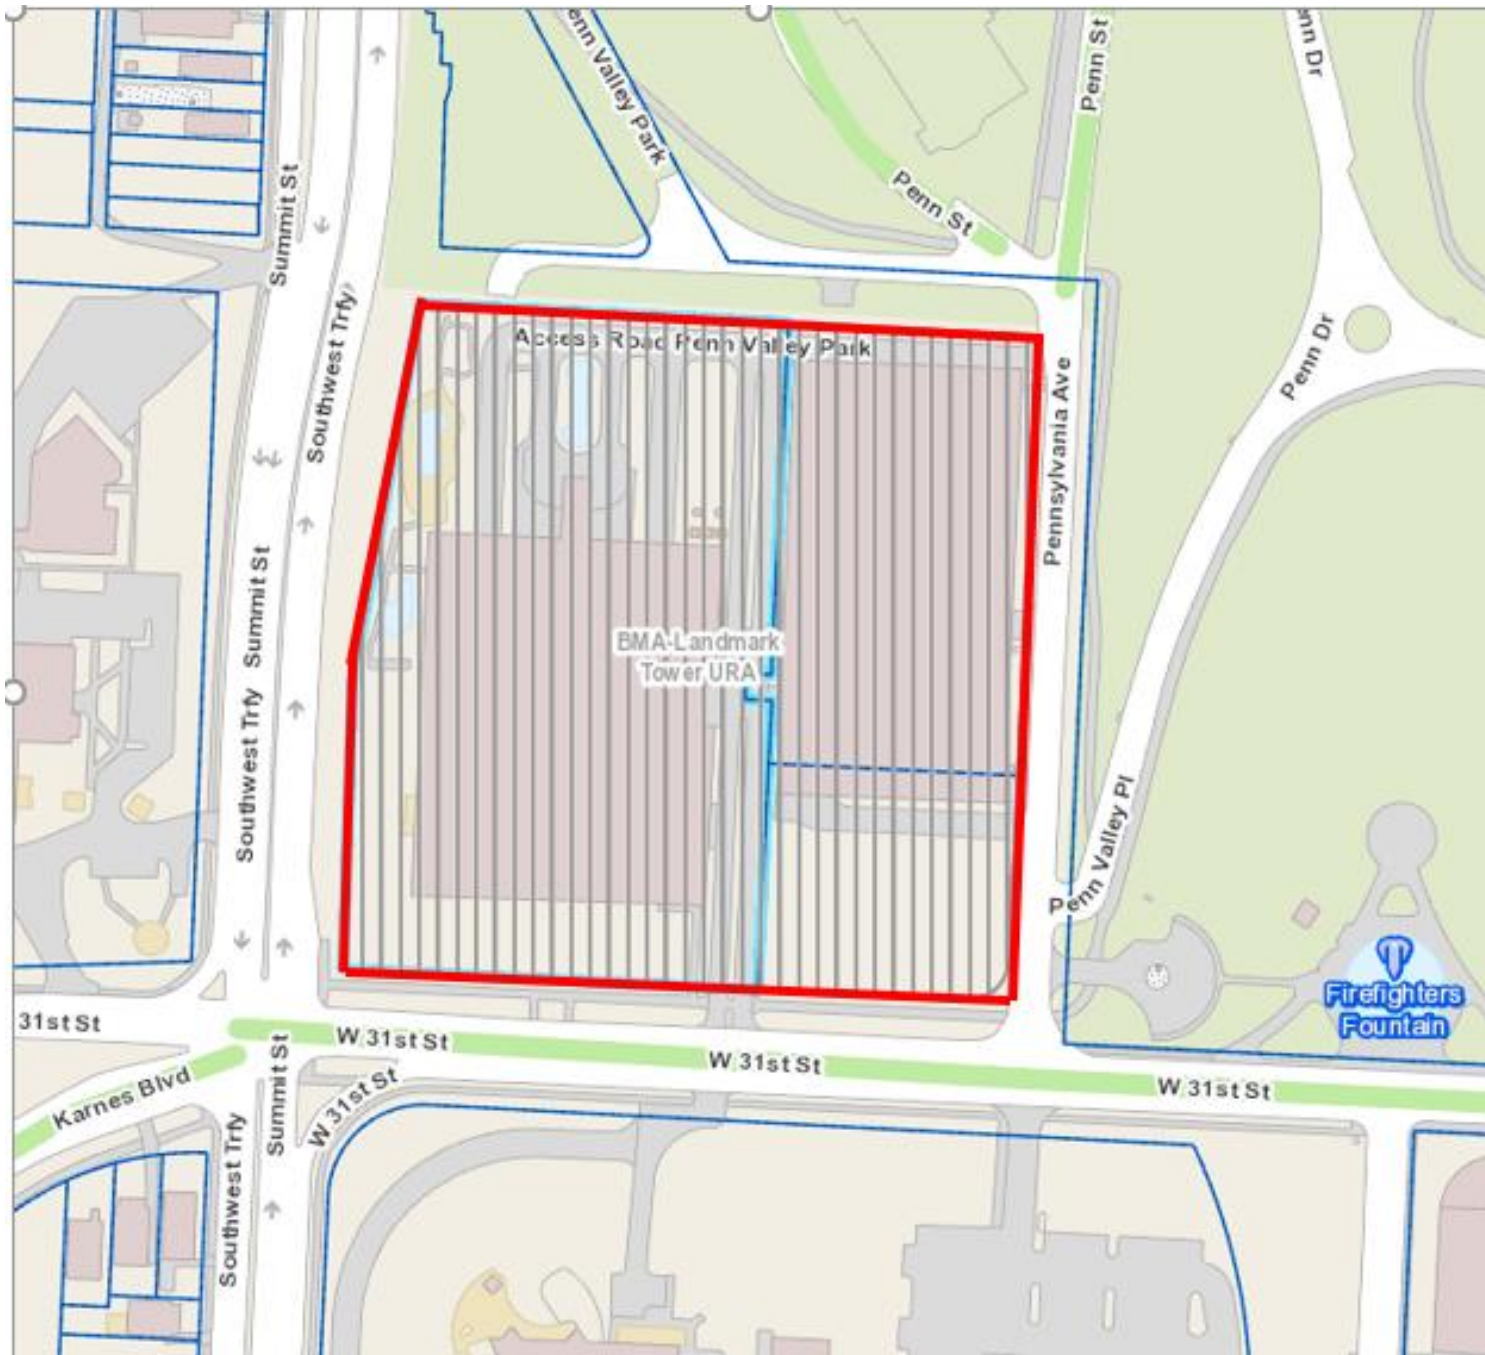 enn Valley Park
Penn St
enn Dr
Penn St
Summit St
Southwest Trfy
Access Road Penn Valley Park
Penn Dr
Pennsylvania Ave
Summit St
BMA-Landmark
Tower URA
Southwest Trfy
Penn Valley Pl
Firefighters
Fountain
31st St
W 31st St
W 31st St
W 31st St
Karnes Blvd
Summit St
W 31st St
Southwest Trfy